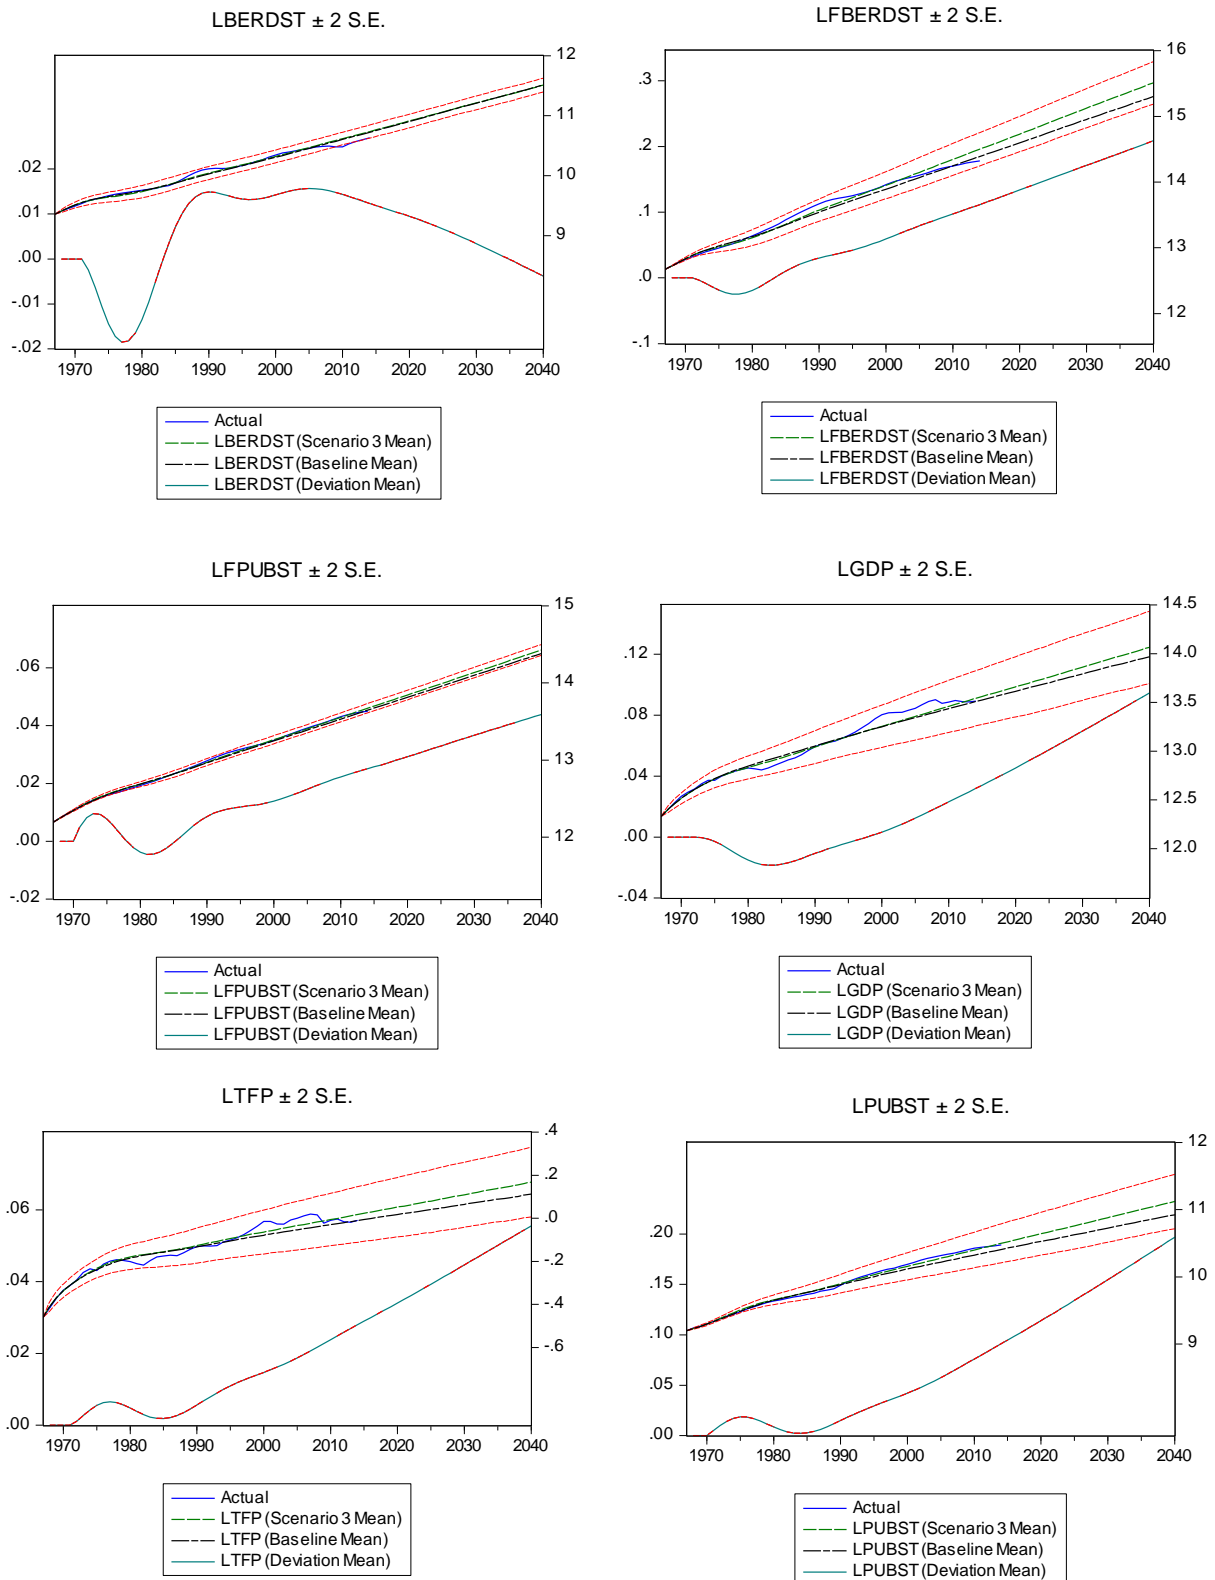 LBERDST ± 2 S.E.
12
11
10
9
.02
.01
.00
-.01
-.02
1970 1980 1990 2000 2010 2020 2030 2040
Actual
LBERDST (Scenario 3 Mean)
LBERDST (Baseline Mean)
LBERDST (Deviation Mean)
LFBERDST ± 2 S.E.
16
15
14
13
12
.3
.2
.1
.0
-.1
1970 1980 1990 2000 2010 2020 2030 2040
Actual
LFBERDST (Scenario 3 Mean)
LFBERDST (Baseline Mean)
LFBERDST (Deviation Mean)
LFPUBST ± 2 S.E.
15
14
13
12
.06
.04
.02
.00
-.02
1970 1980 1990 2000 2010 2020 2030 2040
Actual
LFPUBST (Scenario 3 Mean)
LFPUBST (Baseline Mean)
LFPUBST (Deviation Mean)
LGDP ± 2 S.E.
14.5
14.0
13.5
13.0
12.5
12.0
.12
.08
.04
.00
-.04
1970 1980 1990 2000 2010 2020 2030 2040
Actual
LGDP (Scenario 3 Mean)
LGDP (Baseline Mean)
LGDP (Deviation Mean)
LTFP ± 2 S.E.
.4
.2
.0
-.2
-.4
-.6
.06
.04
.02
.00
1970 1980 1990 2000 2010 2020 2030 2040
Actual
LTFP (Scenario 3 Mean)
LTFP (Baseline Mean)
LTFP (Deviation Mean)
LPUBST ± 2 S.E.
12
11
10
9
.20
.15
.10
.05
.00
1970 1980 1990 2000 2010 2020 2030 2040
Actual
LPUBST (Scenario 3 Mean)
LPUBST (Baseline Mean)
LPUBST (Deviation Mean)